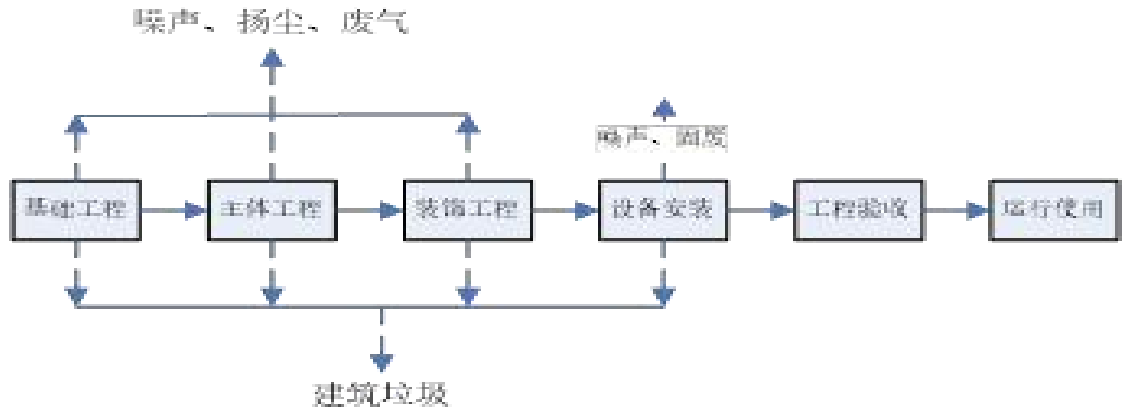 噪声、扬尘、废气
噪声、固废
基础工程
主体工程
装饰工程
设备安装
工程验收
运行使用
建筑垃圾